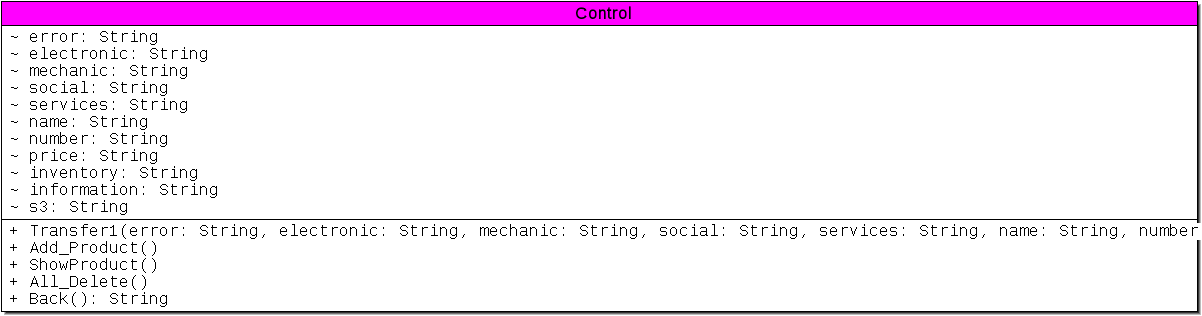 Control
~ error: String
~ electronic: String
~ mechanic: String
~ social: String
~ services: String
~ name: String
~ number: String
~ price: String
~ inventory: String
~ information: String
~ s3: String
+ Transfer1(error: String, electronic: String, mechanic: String, social: String, services: String, name: String, number
+ Add_Product()
+ ShowProduct()
+ All_Delete()
+ Back(): String